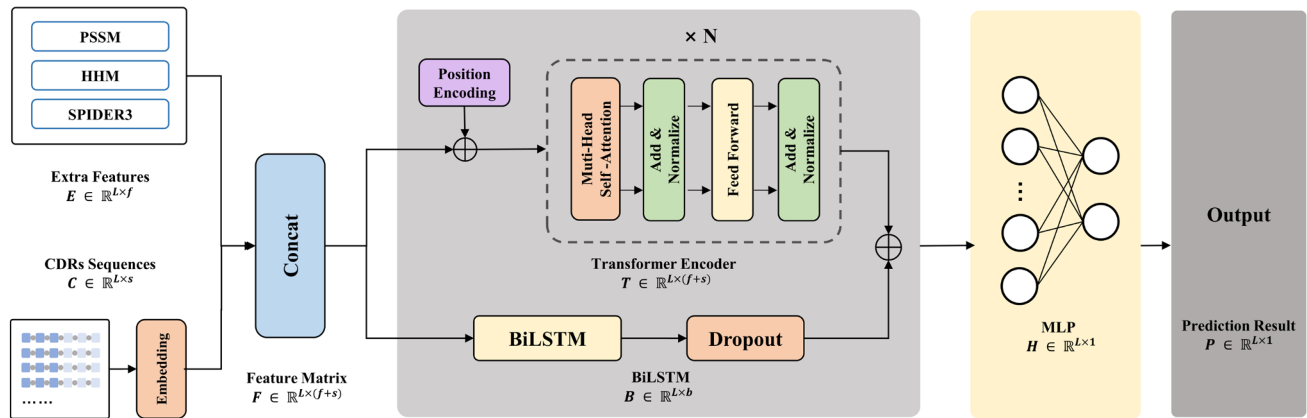 PSSM
HHM
SPIDER3
Extra Features
E ∈ ℝ^{L×f}
CDRs Sequences
C ∈ ℝ^{L×s}
......
Embedding
Concat
Feature Matrix
F ∈ ℝ^{L×(f+s)}
× N
Position
Encoding
Muti-Head
Self -Attention
Add &
Normalize
Feed Forward
Add &
Normalize
Transformer Encoder
T ∈ ℝ^{L×(f+s)}
BiLSTM
Dropout
BiLSTM
B ∈ ℝ^{L×b}
...
MLP
H ∈ ℝ^{L×1}
Output
Prediction Result
P ∈ ℝ^{L×1}